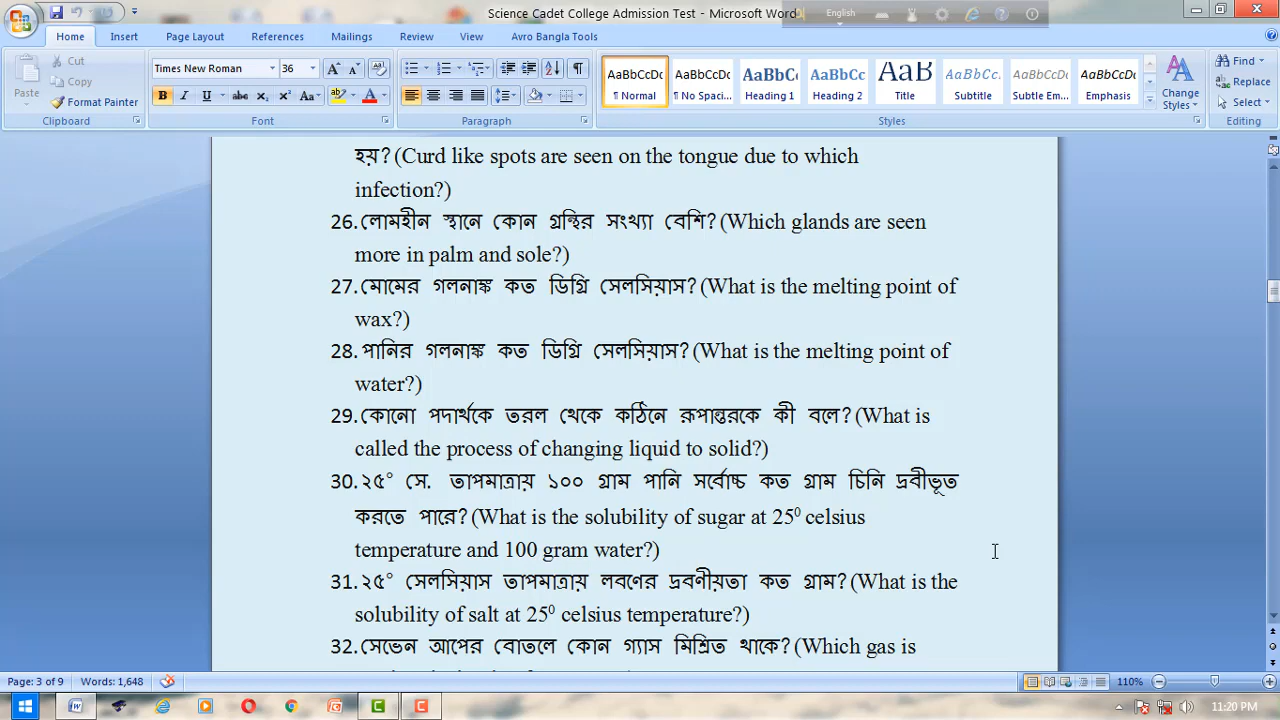 Science Cadet College Admission Test - Microsoft Word
English
Home Insert Page Layout References Mailings Review View Avro Bangla Tools
Paste
Cut
Copy
Format Painter
Clipboard
Times New Roman 36
Font
Paragraph
AaBbCcDc AaBbCcDc AaBbCc AaBbCc AaB AaBbCc. AaBbCcDc AaBbCcDc
¶ Normal ¶ No Spaci... Heading 1 Heading 2 Title Subtitle Subtle Em... Emphasis
Change Styles
Styles
Find
Replace
Select
Editing
হয়? (Curd like spots are seen on the tongue due to which
infection?)
26. লোমহীন স্থানে কোন গ্রন্থির সংখ্যা বেশি? (Which glands are seen
more in palm and sole?)
27. মোমের গলনাঙ্ক কত ডিগ্রি সেলসিয়াস? (What is the melting point of
wax?)
28. পানির গলনাঙ্ক কত ডিগ্রি সেলসিয়াস? (What is the melting point of
water?)
29. কোনো পদার্থকে তরল থেকে কঠিনে রূপান্তরকে কী বলে? (What is
called the process of changing liquid to solid?)
30. ২৫° সে. তাপমাত্রায় ১০০ গ্রাম পানি সর্বোচ্চ কত গ্রাম চিনি দ্রবীভূত
করতে পারে? (What is the solubility of sugar at 25⁰ celsius
temperature and 100 gram water?)
31. ২৫° সেলসিয়াস তাপমাত্রায় লবণের দ্রবণীয়তা কত গ্রাম? (What is the
solubility of salt at 25⁰ celsius temperature?)
32. সেভেন আপের বোতলে কোন গ্যাস মিশ্রিত থাকে? (Which gas is
Page: 3 of 9 Words: 1,648 110%
11:20 PM